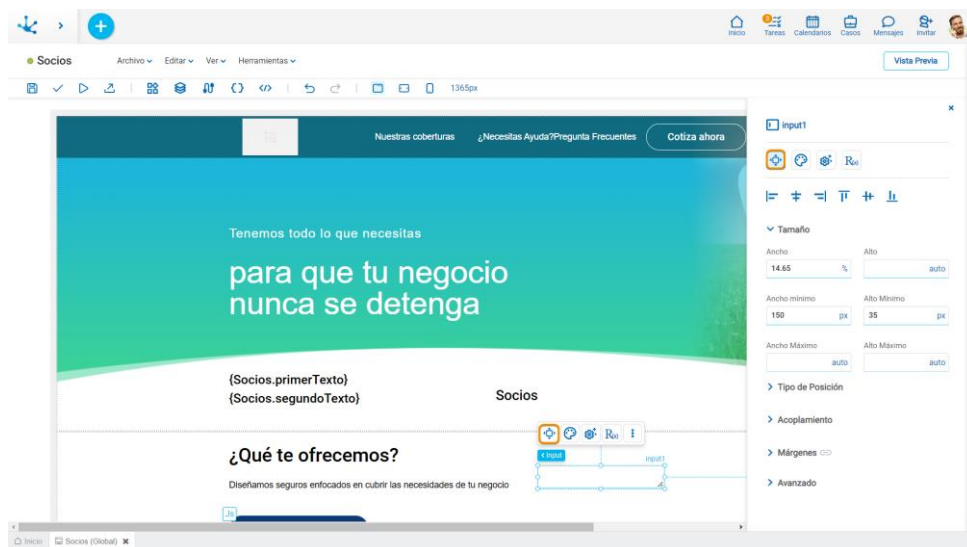 3
Inicio Tareas Calendarios Casos Mensajes Invitar
Socios Archivo Editar Ver Herramientas Vista Previa
1365px
Nuestras coberturas ¿Necesitas Ayuda?Pregunta Frecuentes Cotiza ahora
Tenemos todo lo que necesitas
para que tu negocio
nunca se detenga
{Socios.primerTexto}
{Socios.segundoTexto}
Socios
R(x)
< Input input1
¿Qué te ofrecemos?
Diseñamos seguros enfocados en cubrir las necesidades de tu negocio
Js
input1
R(x)
Tamaño
Ancho Alto
14.65 % auto
Ancho mínimo Alto Mínimo
150 px 35 px
Ancho Máximo Alto Máximo
auto auto
Tipo de Posición
Acoplamiento
Márgenes
Avanzado
Inicio Socios (Global)